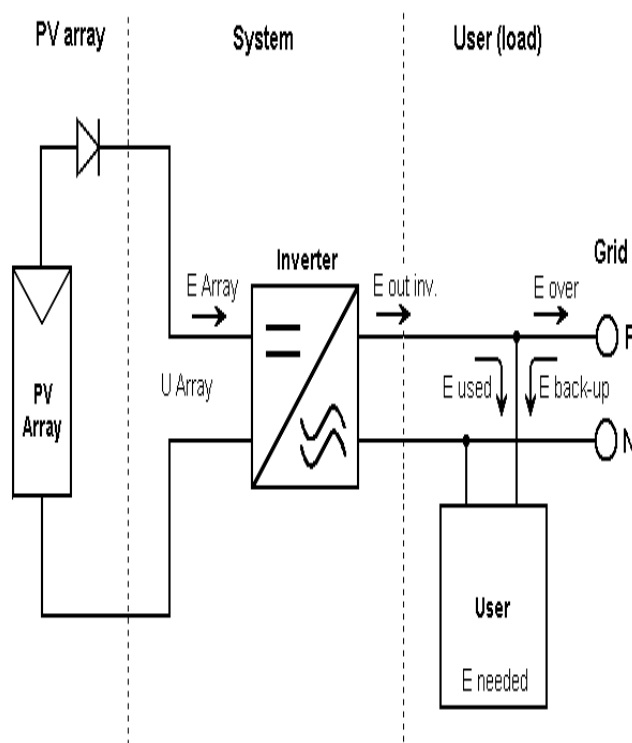 PV array
System
User (load)
Inverter
Grid
E Array
E out inv.
E over
U Array
PV
Array
E used
E back-up
N
User
E needed